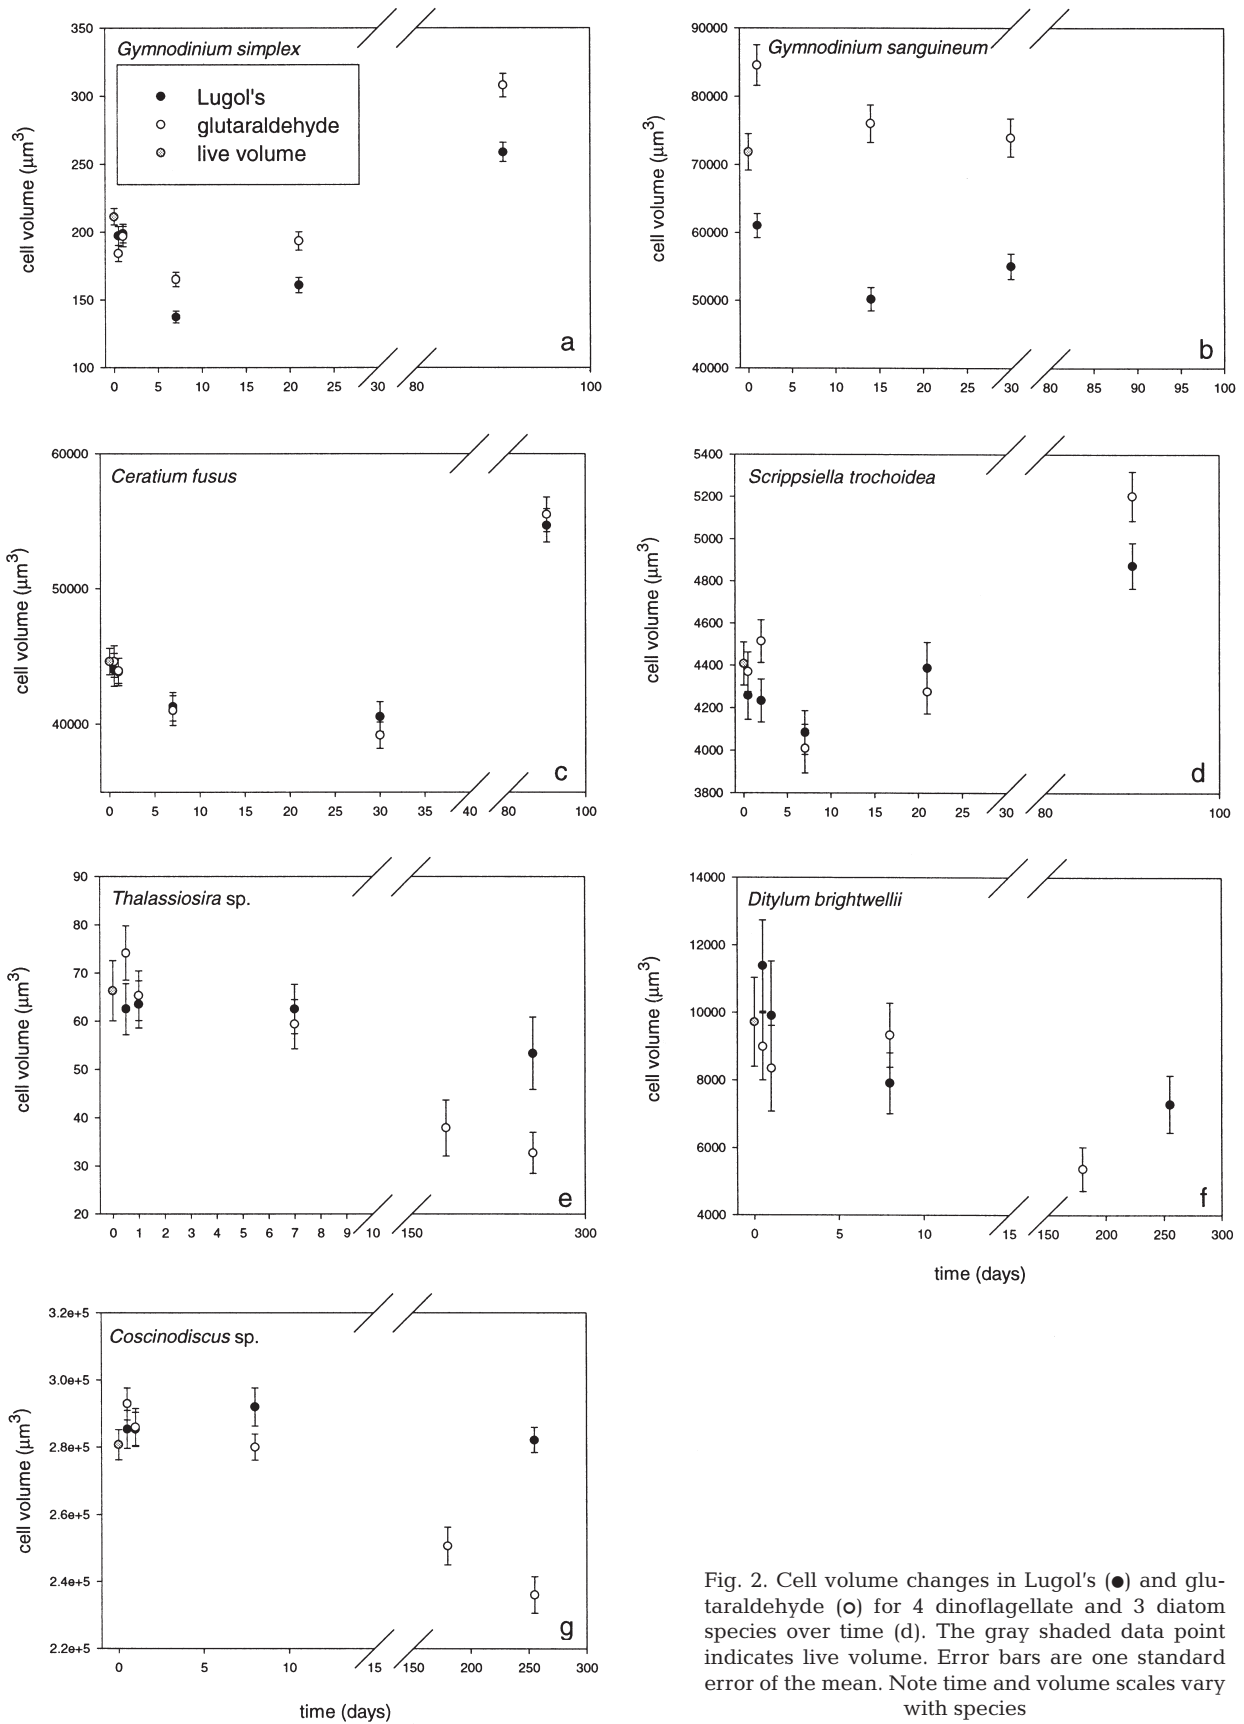 Gymnodinium simplex
Lugol's
glutaraldehyde
live volume
cell volume (μm³)
350
300
250
200
150
100
0 5 10 15 20 25 30 80 100
a
Gymnodinium sanguineum
cell volume (μm³)
90000
80000
70000
60000
50000
40000
0 5 10 15 20 25 30 80 85 90 95 100
b
Ceratium fusus
cell volume (μm³)
60000
50000
40000
0 5 10 15 20 25 30 35 40 80 100
c
Scrippsiella trochoidea
cell volume (μm³)
5400
5200
5000
4800
4600
4400
4200
4000
3800
0 5 10 15 20 25 30 80 100
d
Thalassiosira sp.
cell volume (μm³)
90
80
70
60
50
40
30
20
0 1 2 3 4 5 6 7 8 9 10 150 300
e
Ditylum brightwellii
cell volume (μm³)
14000
12000
10000
8000
6000
4000
0 5 10 15 150 200 250 300
f
time (days)
Coscinodiscus sp.
cell volume (μm³)
3.2e+5
3.0e+5
2.8e+5
2.6e+5
2.4e+5
2.2e+5
0 5 10 15 150 200 250 300
g
time (days)
Fig. 2. Cell volume changes in Lugol's (●) and glu-
taraldehyde (○) for 4 dinoflagellate and 3 diatom
species over time (d). The gray shaded data point
indicates live volume. Error bars are one standard
error of the mean. Note time and volume scales vary
with species